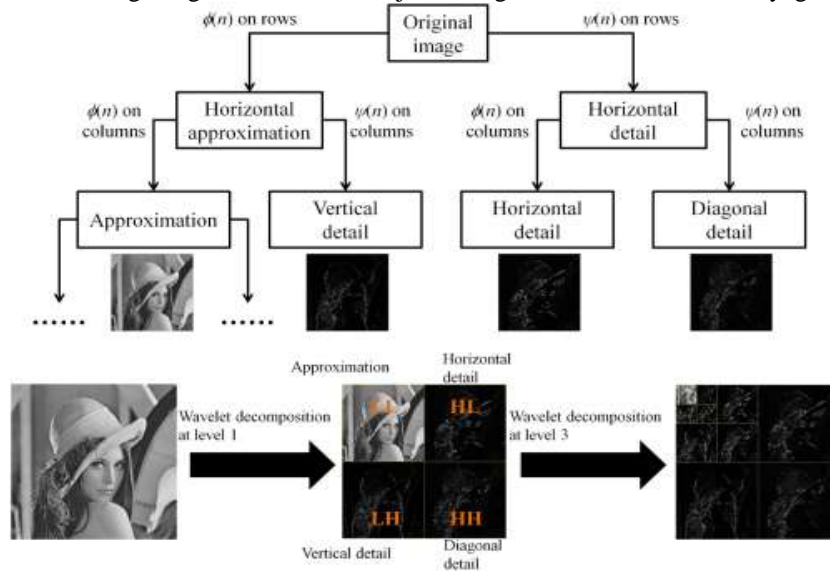 ϕ(n) on rows
Original
image
ψ(n) on rows
ϕ(n) on
columns
Horizontal
approximation
ψ(n) on
columns
ϕ(n) on
columns
Horizontal
detail
ψ(n) on
columns
Approximation
Vertical
detail
Horizontal
detail
Diagonal
detail
......
......
Approximation
Horizontal
detail
Wavelet decomposition
at level 1
HL
Wavelet decomposition
at level 3
LH
HH
Vertical detail
Diagonal
detail